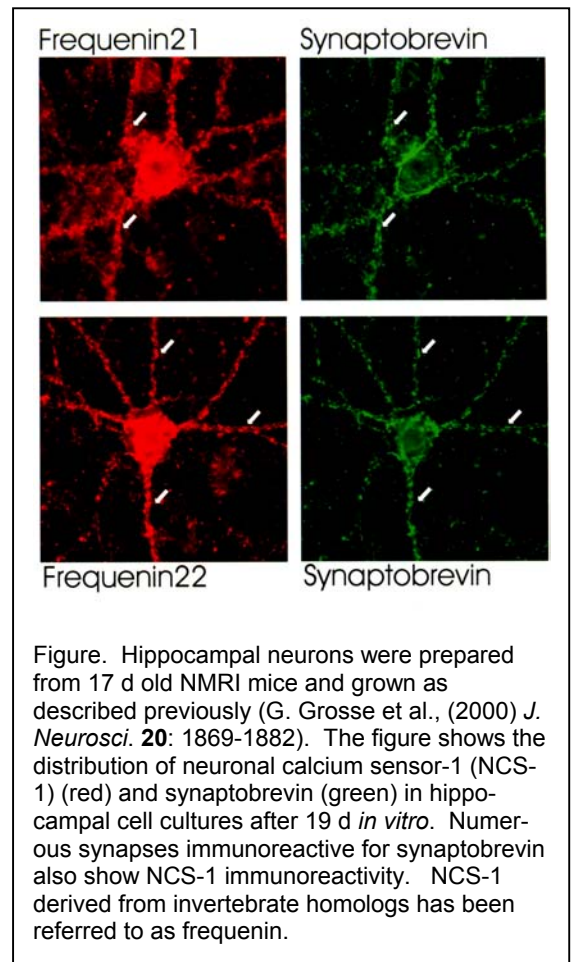 Frequenin21 Synaptobrevin
Frequenin22 Synaptobrevin
Figure. Hippocampal neurons were prepared
from 17 d old NMRI mice and grown as
described previously (G. Grosse et al., (2000) J.
Neurosci. 20: 1869-1882). The figure shows the
distribution of neuronal calcium sensor-1 (NCS-
1) (red) and synaptobrevin (green) in hippo-
campal cell cultures after 19 d in vitro. Numer-
ous synapses immunoreactive for synaptobrevin
also show NCS-1 immunoreactivity. NCS-1
derived from invertebrate homologs has been
referred to as frequenin.